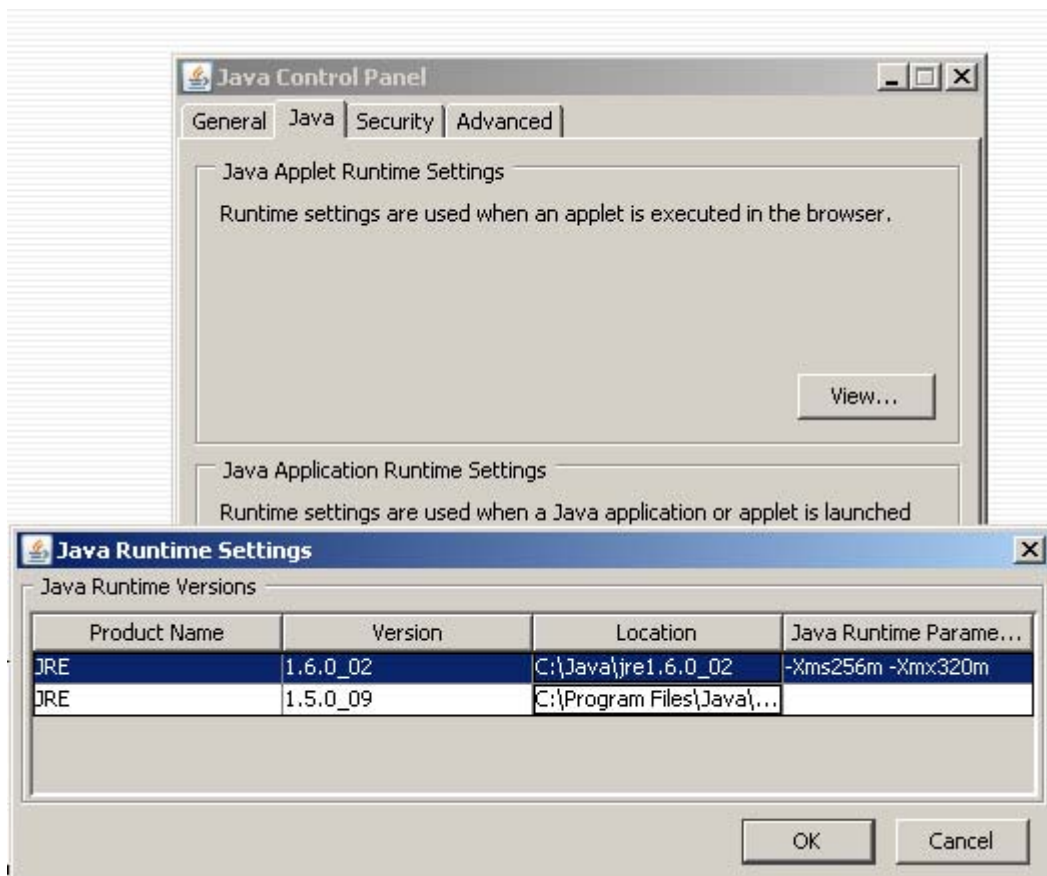 Java Control Panel
General Java Security Advanced
Java Applet Runtime Settings
Runtime settings are used when an applet is executed in the browser.
View...
Java Application Runtime Settings
Runtime settings are used when a Java application or applet is launched
Java Runtime Settings
Java Runtime Versions
Product Name Version Location Java Runtime Parame...
JRE 1.6.0_02 C:\Java\jre1.6.0_02 -Xms256m -Xmx320m
JRE 1.5.0_09 C:\Program Files\Java\...
OK Cancel